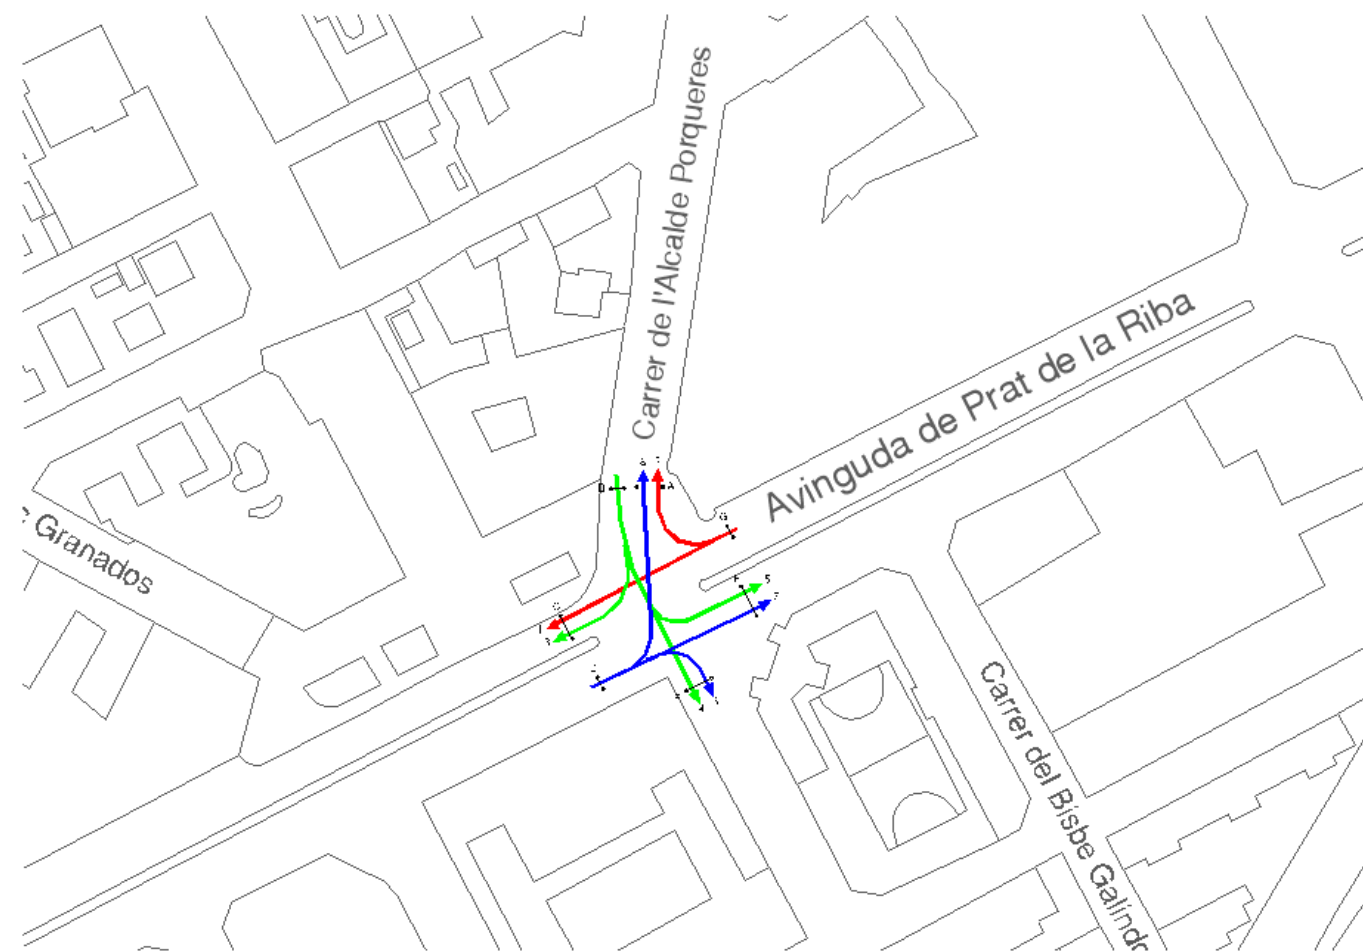 Carrer de l'Alcalde Porqueres
Avinguda de Prat de la Riba
Granados
Carrer del Bisbe Galindo